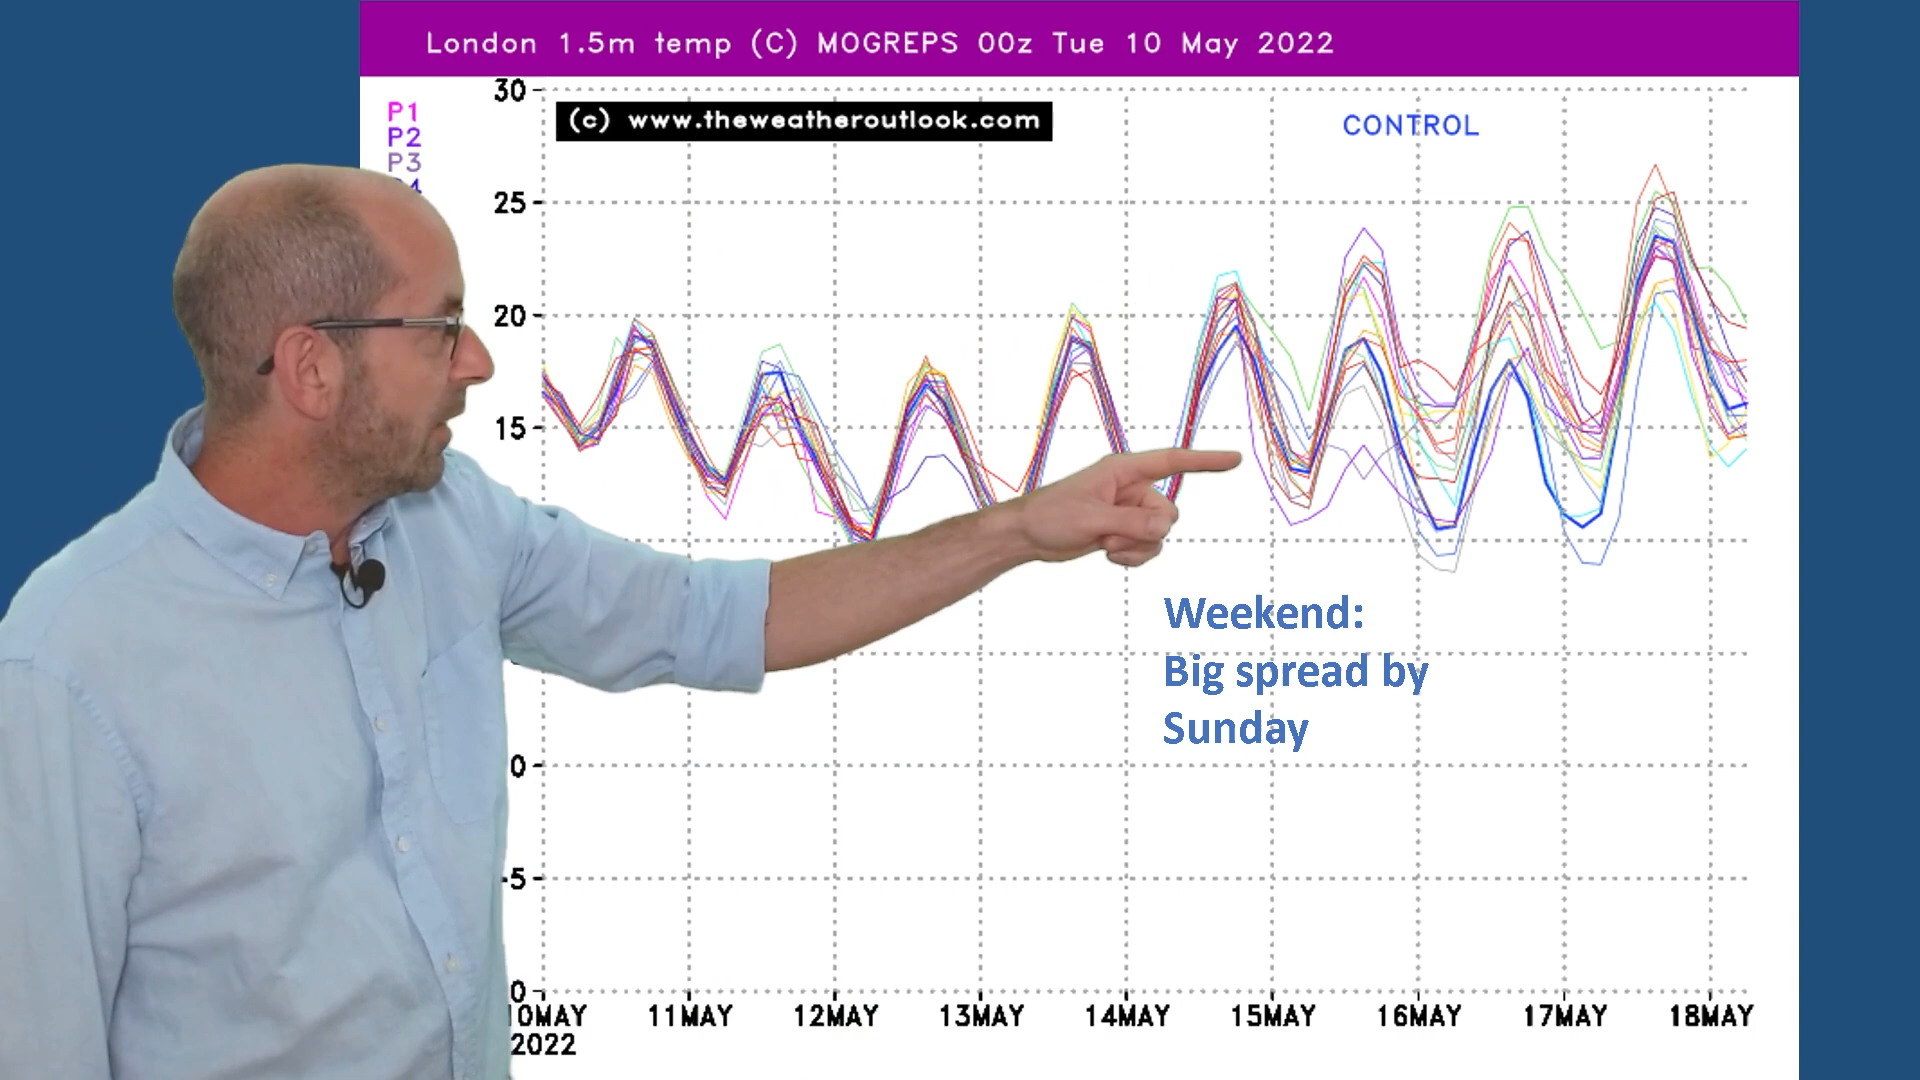 London 1.5m temp (C) MOGREPS 00z Tue 10 May 2022
30
(c) www.theweatheroutlook.com
CONTROL
P1
P2
P3
25
20
15
Weekend:
Big spread by
Sunday
0
-5
10MAY 11MAY 12MAY 13MAY 14MAY 15MAY 16MAY 17MAY 18MAY
2022